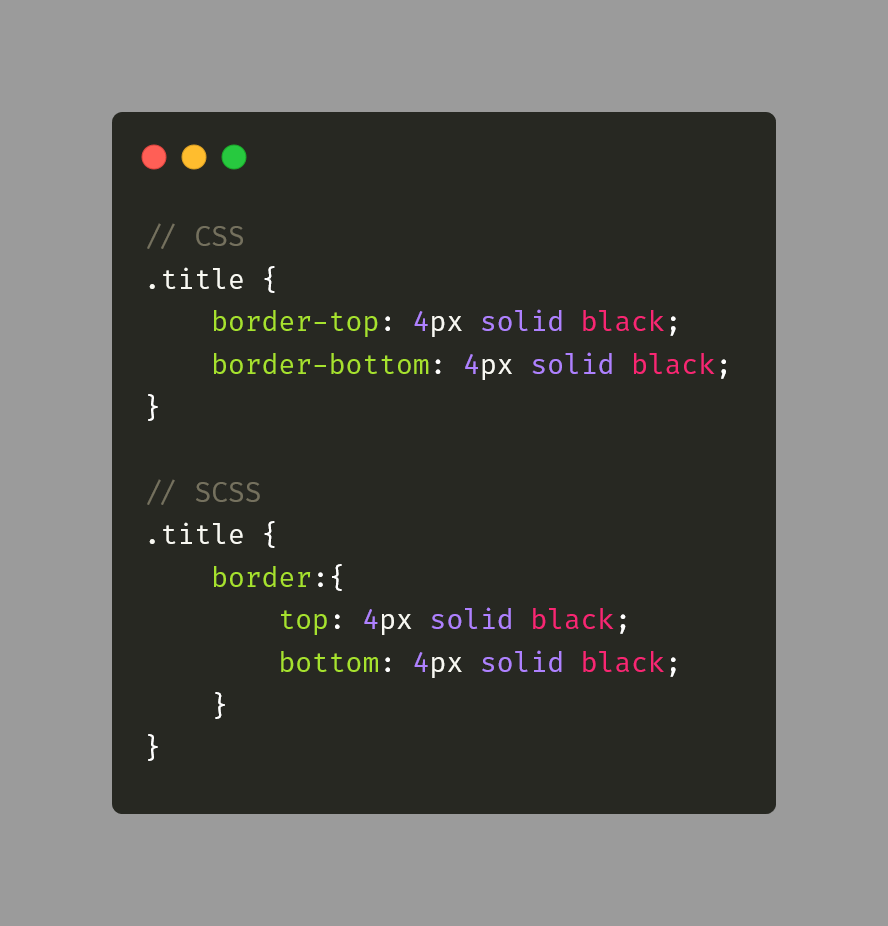 // CSS
.title {
    border-top: 4px solid black;
    border-bottom: 4px solid black;
}

// SCSS
.title {
    border:{
        top: 4px solid black;
        bottom: 4px solid black;
    }
}